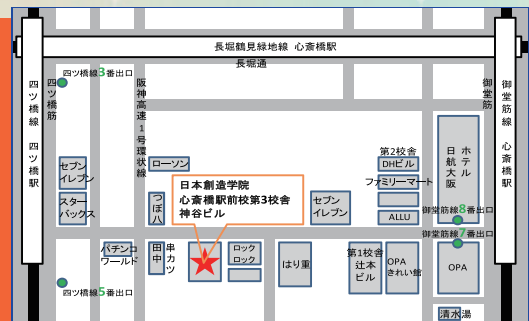 長堀鶴見緑地線 心斎橋駅
長堀通
四ツ橋線 四ツ橋駅
四ツ橋筋
四ツ橋線3番出口
阪神高速1号環状線
御堂筋
御堂筋線 心斎橋駅
セブン
イレブン
スター
バックス
ローソン
つぼ八
日本創造学院
心斎橋駅前校第3校舎
神谷ビル
セブン
イレブン
第2校舎
DHビル
ファミリーマート
ALLU
ホテル
日航大阪
御堂筋線8番出口
御堂筋線7番出口
パチンコ
ワールド
串カツ
田中
ロック
ロック
はり重
第1校舎
辻本
ビル
OPA
きれい館
OPA
四ツ橋線5番出口
清水湯